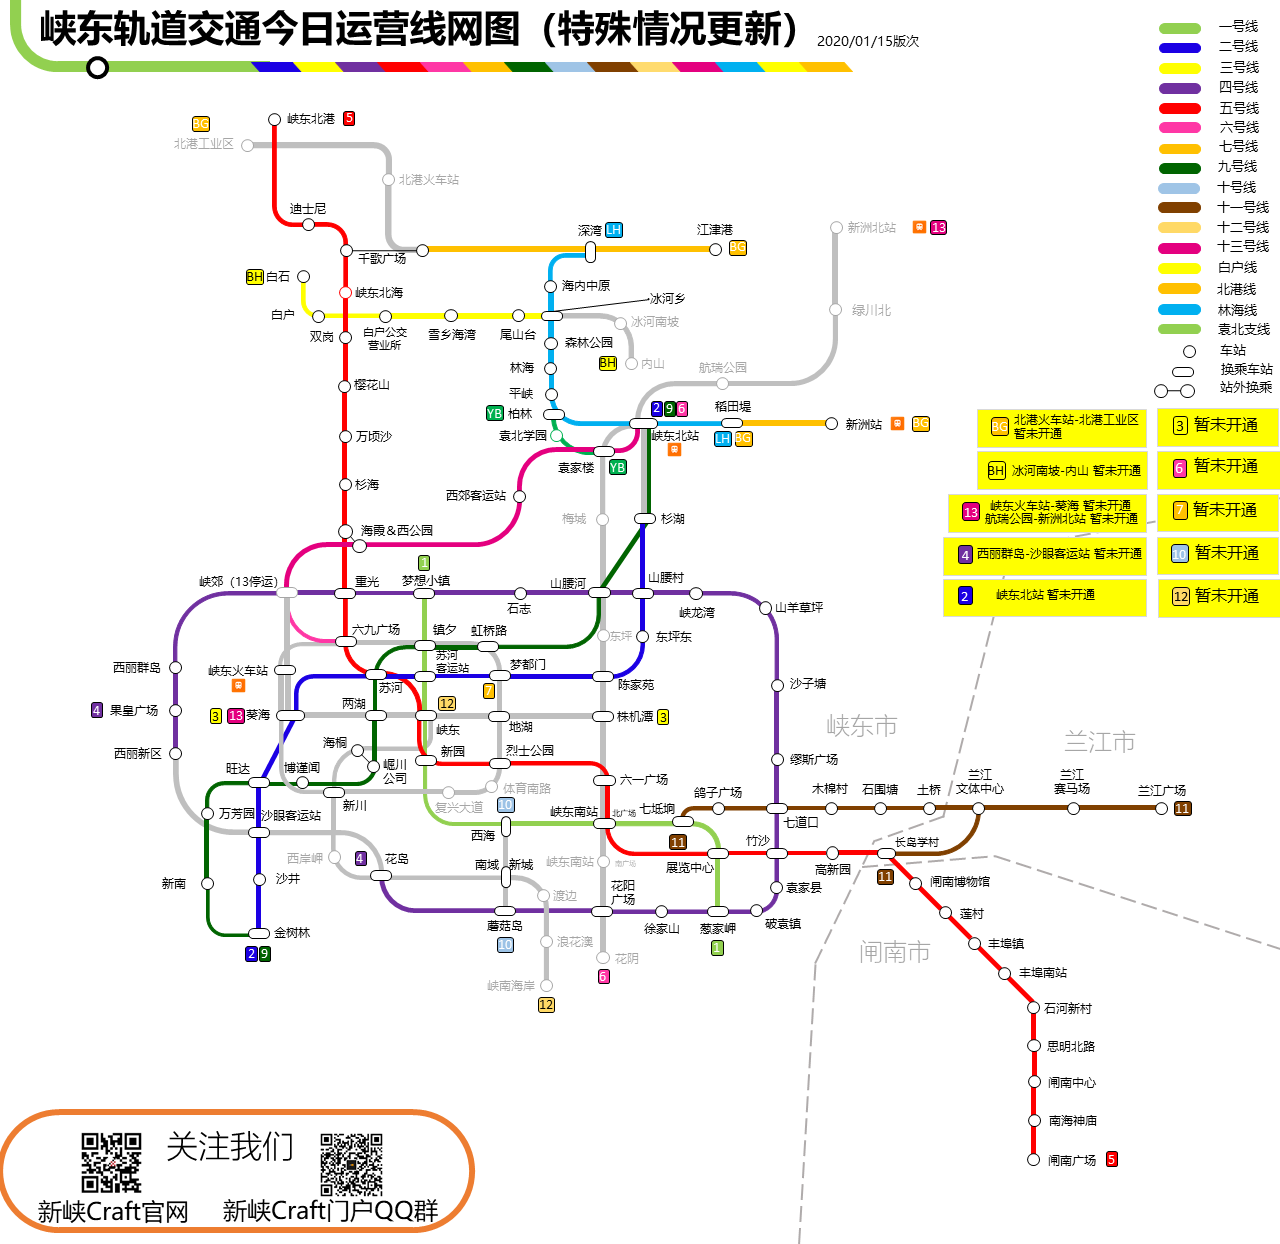 峡东轨道交通今日运营线网图（特殊情况更新）
2020/01/15版次
一号线
二号线
三号线
四号线
五号线
六号线
七号线
九号线
十号线
十一号线
十二号线
十三号线
白户线
北港线
林海线
袁北支线
车站
换乘车站
站外换乘
BG 北港火车站-北港工业区
暂未开通
3 暂未开通
BH 冰河南坡-内山 暂未开通
6 暂未开通
13 峡东火车站-葵海 暂未开通
航瑞公园-新洲北站 暂未开通
7 暂未开通
4 西丽群岛-沙眼客运站 暂未开通
10 暂未开通
2 峡东北站 暂未开通
12 暂未开通
BG
北港工业区
峡东北港 5
北港火车站
迪士尼
千歌广场
深湾 LH
江津港
BG
新洲北站 13
BH 白石
峡东北海
海内中原
冰河乡
白户
双岗
白户公交
营业所
雪乡海湾
尾山台
冰河南坡
绿川北
森林公园
BH 内山
林海
航瑞公园
樱花山
平峡
YB 柏林
2 9 6
稻田堤
LH BG
新洲站 BG
万顷沙
袁北学园
峡东北站
袁家楼 YB
杉海
西郊客运站
梅城
杉湖
海霞&西公园
1
峡郊（13停运）
重光
梦想小镇
石志
山腰河
山腰村
峡龙湾
山羊草坪
六九广场
镇夕
虹桥路
东坪
东坪东
苏河
客运站
西丽群岛
峡东火车站
苏河
梦都门
7
陈家苑
沙子塘
4 果皇广场
3 13 葵海
两湖
12
峡东
地湖
株机潭 3
峡东市
兰江市
西丽新区
海桐
新园
烈士公园
缪斯广场
旺达
博谨闻
堀川
公司
六一广场
体育南路
万芳园
沙眼客运站
新川
复兴大道
10
峡东南站
北广场
七坻垧
鸽子广场
木棉村
石围塘
土桥
兰江
文体中心
兰江
赛马场
兰江广场
11
西海
七道口
11
西岸岬
4 花岛
南城
新城
峡东南站
南广场
展览中心
竹沙
高新园
长岛学村
11
新南
沙井
渡边
花阳
广场
袁家县
闸南博物馆
蘑菇岛
10
徐家山
葱家岬
1
破袁镇
莲村
金树林
2 9
浪花澳
花阴
6
丰埠镇
闸南市
峡南海岸
12
丰埠南站
石河新村
思明北路
闸南中心
南海神庙
闸南广场 5
关注我们
新峡Craft官网
新峡Craft门户QQ群